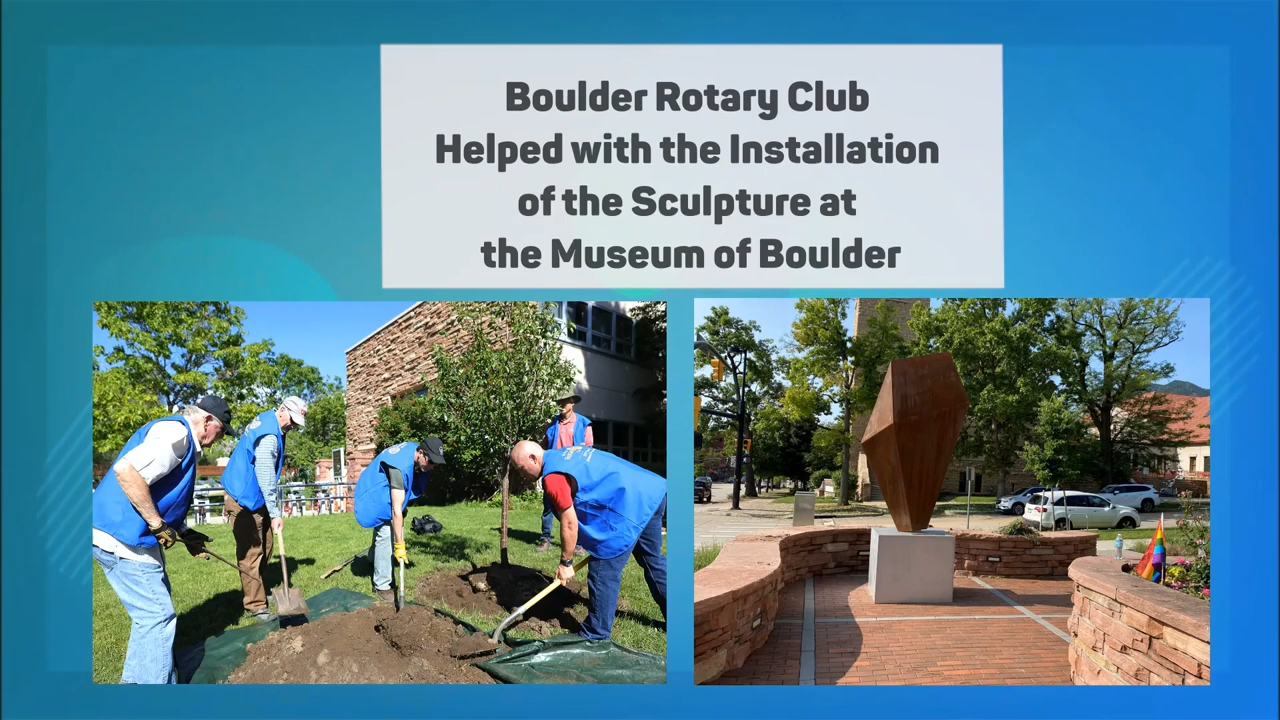 Boulder Rotary Club
Helped with the Installation
of the Sculpture at
the Museum of Boulder